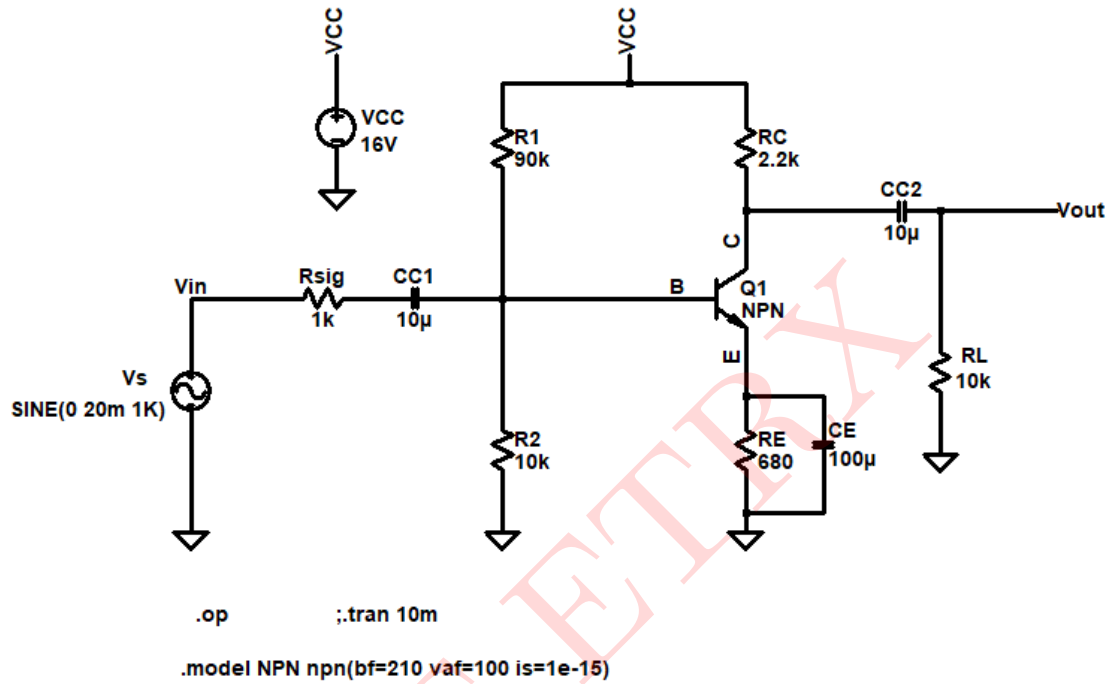 VCC
VCC
VCC
16V
R1
90k
RC
2.2k
CC2
10µ
Vout
C
Vin
Rsig
1k
CC1
10µ
B
Q1
NPN
E
Vs
SINE(0 20m 1K)
R2
10k
RE
680
CE
100µ
RL
10k
ETRX
.op
;.tran 10m
.model NPN npn(bf=210 vaf=100 is=1e-15)